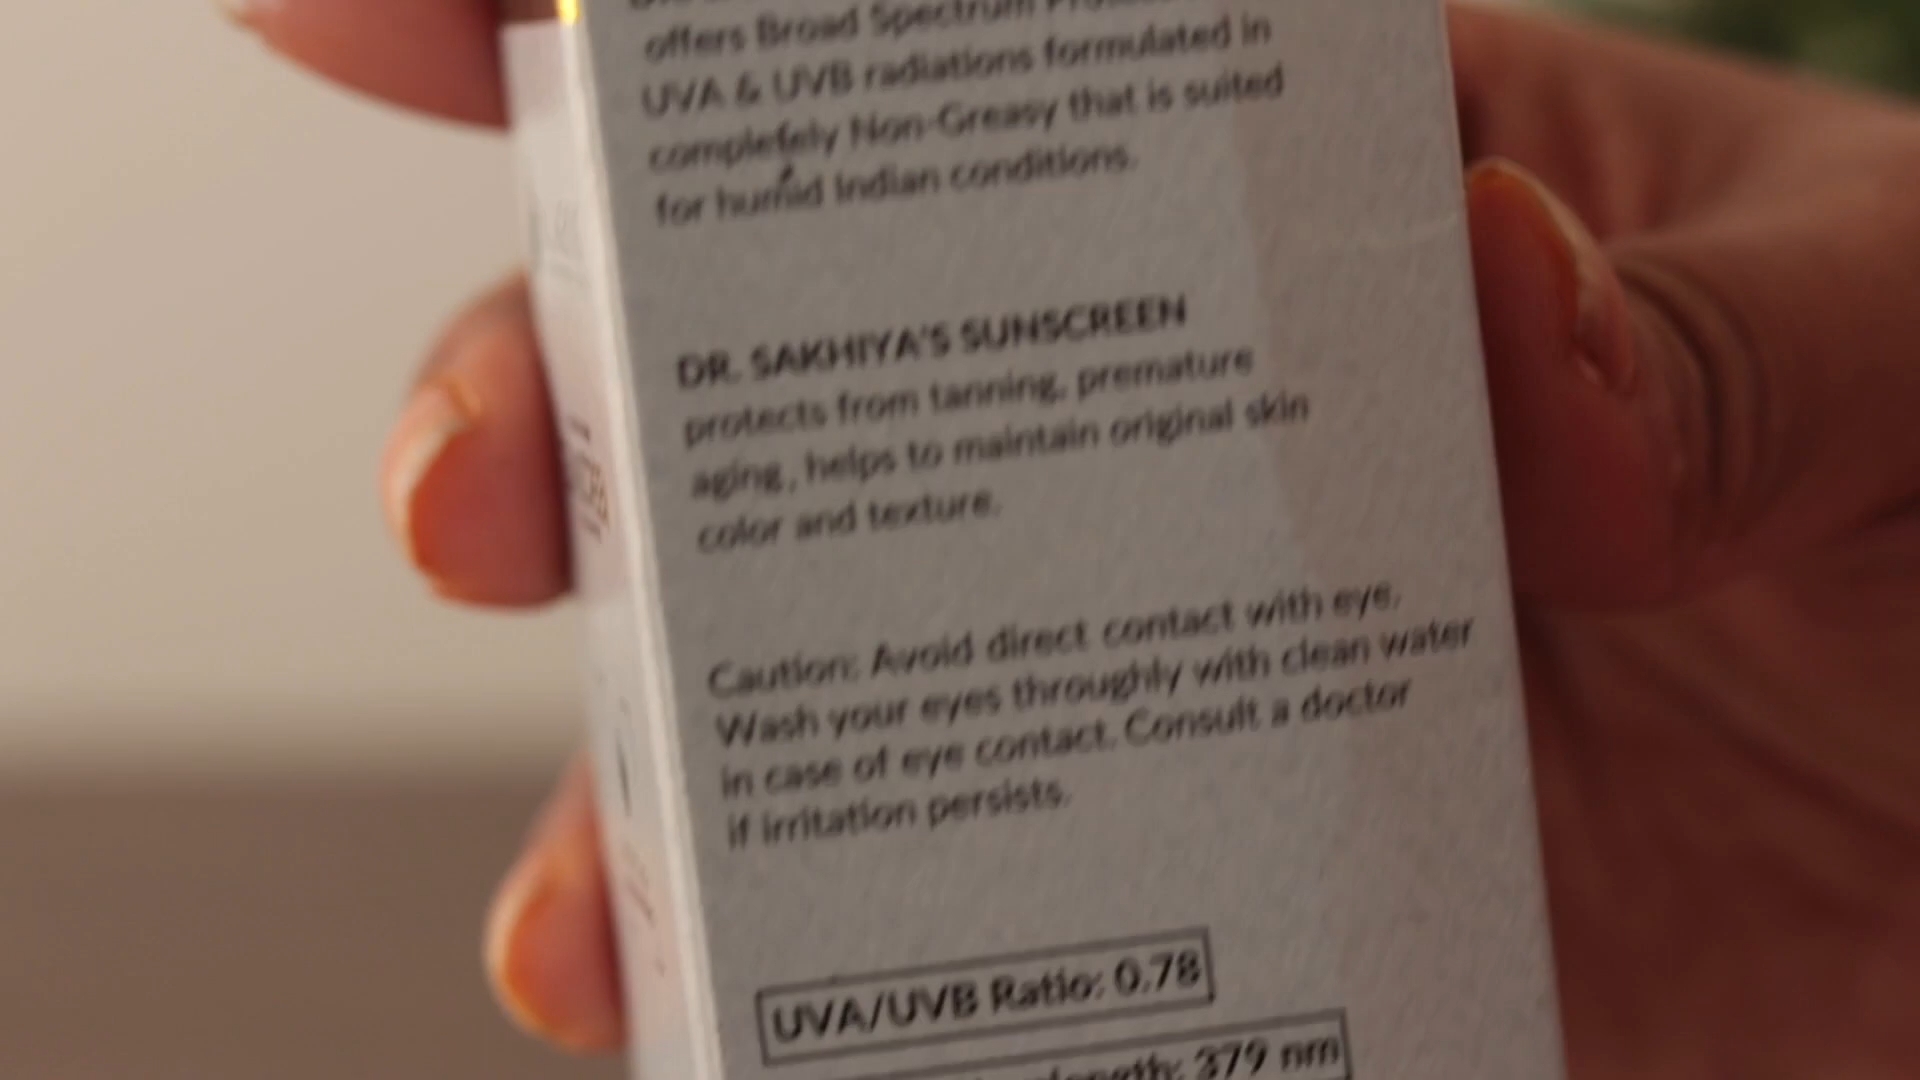 offers Broad Spectrum
UVA & UVB radiations formulated in
completely Non-Greasy that is suited
for humid Indian conditions.
DR. SAKHIYA'S SUNSCREEN
protects from tanning, premature
aging, helps to maintain original skin
color and texture.
Caution: Avoid direct contact with eye.
Wash your eyes throughly with clean water
in case of eye contact. Consult a doctor
if irritation persists.
UVA/UVB Ratio: 0.78
379 nm